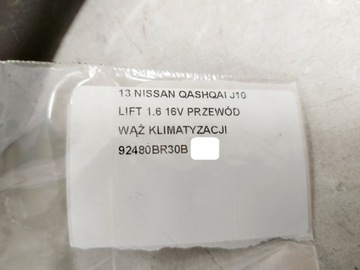 13 NISSAN QASHQAI J10
LIFT 1.6 16V PRZEWÓD
WĄŻ KLIMATYZACJI
92480BR30B